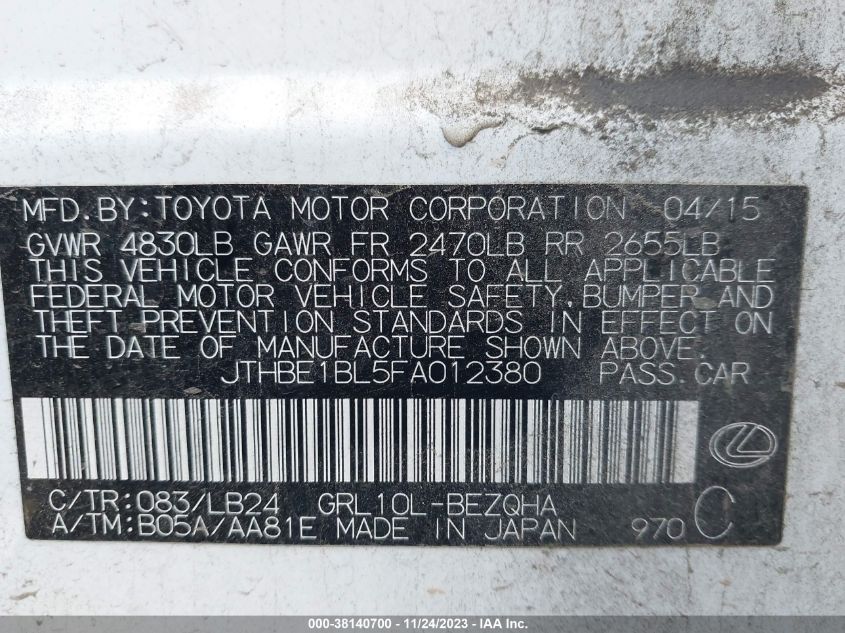 MFD.BY:TOYOTA MOTOR CORPORATION 04/15
GVWR 4830LB GAWR FR 2470LB RR 2655LB
THIS VEHICLE CONFORMS TO ALL APPLICABLE
FEDERAL MOTOR VEHICLE SAFETY,BUMPER AND
THEFT PREVENTION STANDARDS IN EFFECT ON
THE DATE OF MANUFACTURE SHOWN ABOVE.
JTHBE1BL5FA012380 PASS.CAR
C/TR:083/LB24 GRL10L-BEZQHA
A/TM:B05A/AA81E MADE IN JAPAN 970 C
000-38140700 - 11/24/2023 - IAA Inc.